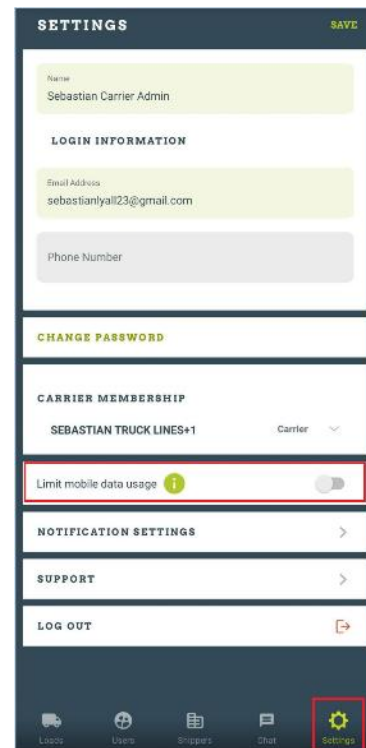 SETTINGS SAVE
Name
Sebastian Carrier Admin
LOGIN INFORMATION
Email Address
sebastianlyall23@gmail.com
Phone Number
CHANGE PASSWORD
CARRIER MEMBERSHIP
SEBASTIAN TRUCK LINES+1 Carrier
Limit mobile data usage i
NOTIFICATION SETTINGS
SUPPORT
LOG OUT
Loads Users Shippers Chat Settings